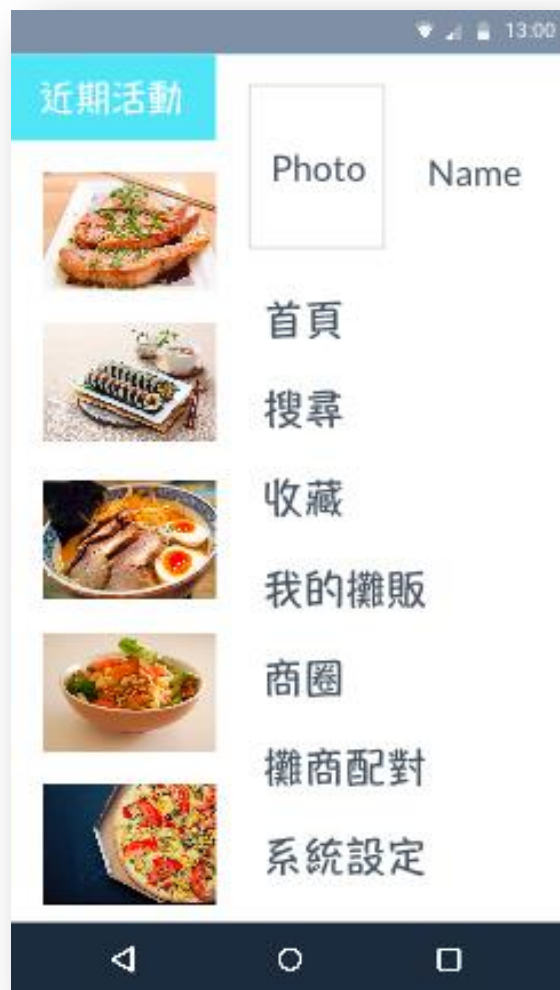 13:00
近期活動
Photo
Name
首頁
搜尋
收藏
我的攤販
商圈
攤商配對
系統設定